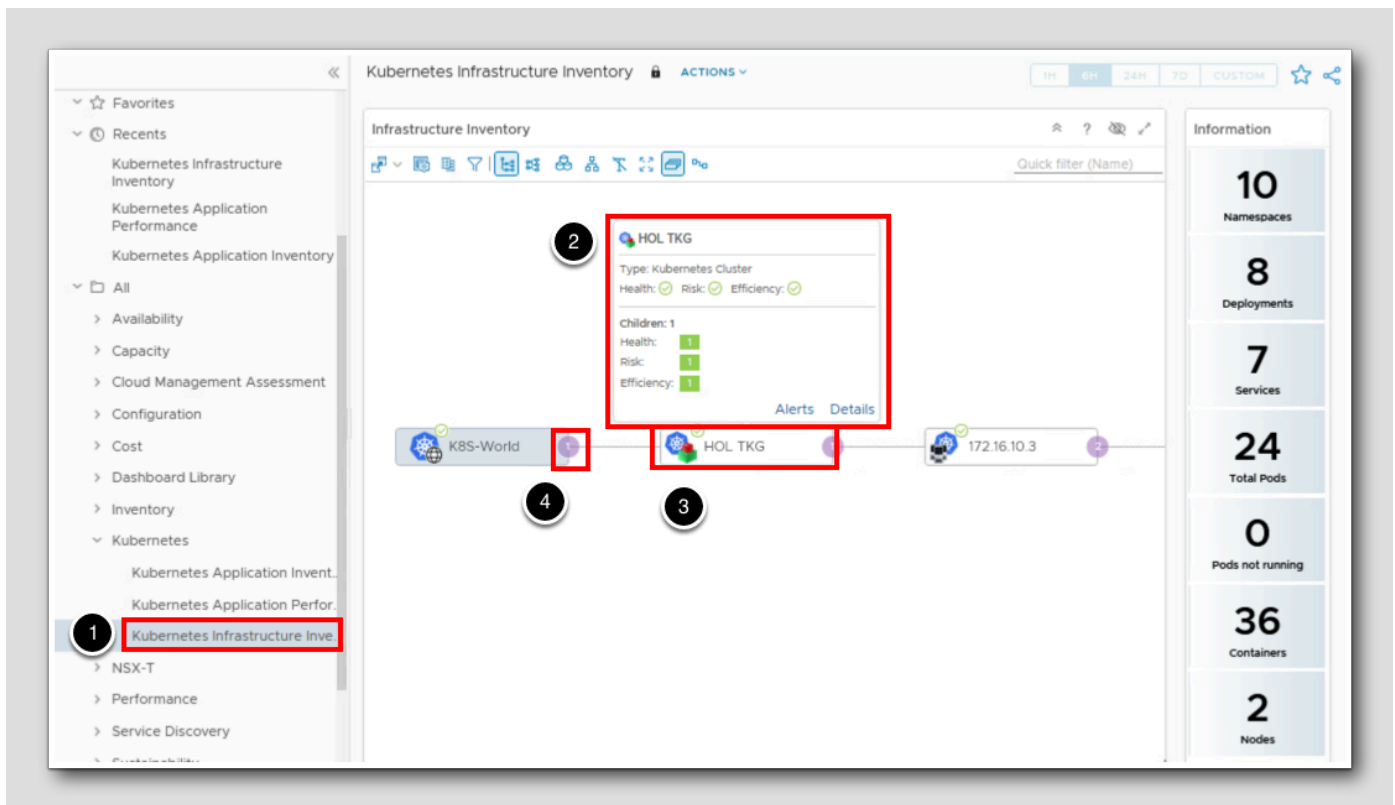 Kubernetes Infrastructure Inventory ACTIONS
1H 6H 24H 7D CUSTOM
Favorites
Recents
Kubernetes Infrastructure
Inventory
Kubernetes Application
Performance
Kubernetes Application Inventory
All
Availability
Capacity
Cloud Management Assessment
Configuration
Cost
Dashboard Library
Inventory
Kubernetes
Kubernetes Application Invent..
Kubernetes Application Perfor..
1
Kubernetes Infrastructure Inve..
NSX-T
Performance
Service Discovery
Infrastructure Inventory
?
Quick filter (Name)
2
HOL TKG
Type: Kubernetes Cluster
Health: Risk: Efficiency:
Children: 1
Health: 1
Risk: 1
Efficiency: 1
Alerts Details
K8S-World 1
HOL TKG 1
172.16.10.3 2
4
3
Information
10
Namespaces
8
Deployments
7
Services
24
Total Pods
0
Pods not running
36
Containers
2
Nodes